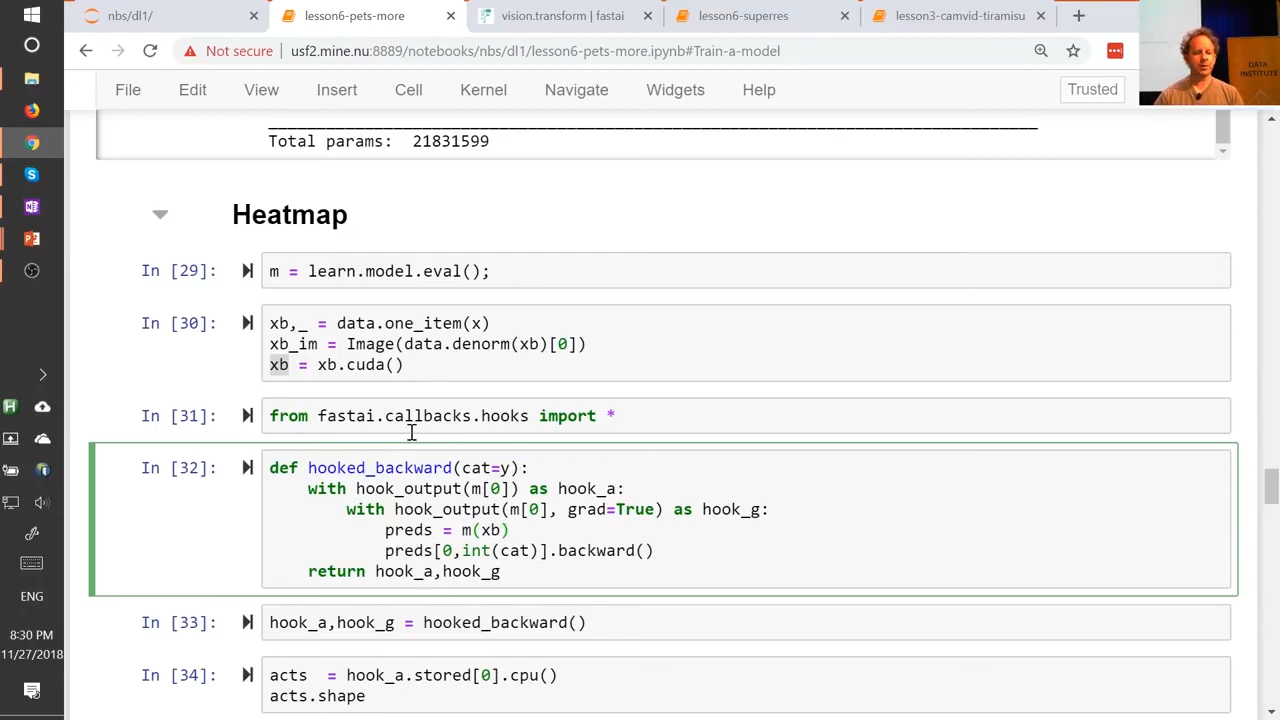 nbs/dl1/
lesson6-pets-more
vision.transform | fastai
lesson6-superres
lesson3-camvid-tiramisu
Not secure
usf2.mine.nu:8889/notebooks/nbs/dl1/lesson6-pets-more.ipynb#Train-a-model
DATA
INSTITUTE
File
Edit
View
Insert
Cell
Kernel
Navigate
Widgets
Help
Trusted
Total params:  21831599
Heatmap
In [29]:
m = learn.model.eval();
In [30]:
xb,_ = data.one_item(x)
xb_im = Image(data.denorm(xb)[0])
xb = xb.cuda()
In [31]:
from fastai.callbacks.hooks import *
In [32]:
def hooked_backward(cat=y):
    with hook_output(m[0]) as hook_a:
        with hook_output(m[0], grad=True) as hook_g:
            preds = m(xb)
            preds[0,int(cat)].backward()
    return hook_a,hook_g
In [33]:
hook_a,hook_g = hooked_backward()
In [34]:
acts  = hook_a.stored[0].cpu()
acts.shape
ENG
8:30 PM
11/27/2018